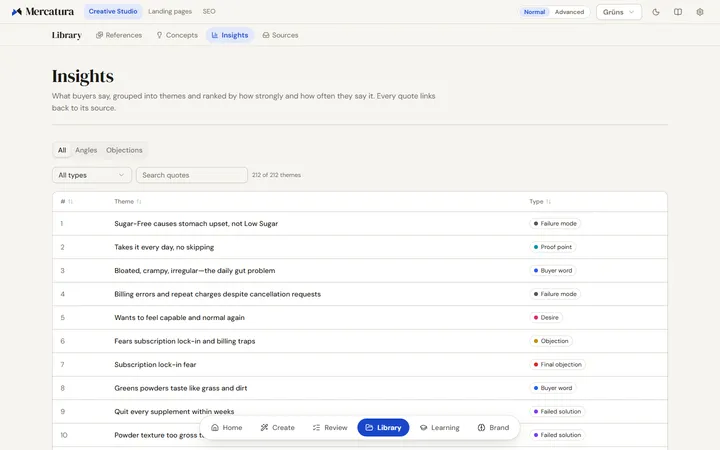 Mercatura Creative Studio Landing pages SEO Normal Advanced Grüns
Library References Concepts Insights Sources
Insights
What buyers say, grouped into themes and ranked by how strongly and how often they say it. Every quote links
back to its source.
All Angles Objections
All types Search quotes 212 of 212 themes
# Theme Type
1 Sugar-Free causes stomach upset, not Low Sugar Failure mode
2 Takes it every day, no skipping Proof point
3 Bloated, crampy, irregular—the daily gut problem Buyer word
4 Billing errors and repeat charges despite cancellation requests Failure mode
5 Wants to feel capable and normal again Desire
6 Fears subscription lock-in and billing traps Objection
7 Subscription lock-in fear Final objection
8 Greens powders taste like grass and dirt Buyer word
9 Quit every supplement within weeks Failed solution
10 Powder texture too gross Failed solution
Home Create Review Library Learning Brand